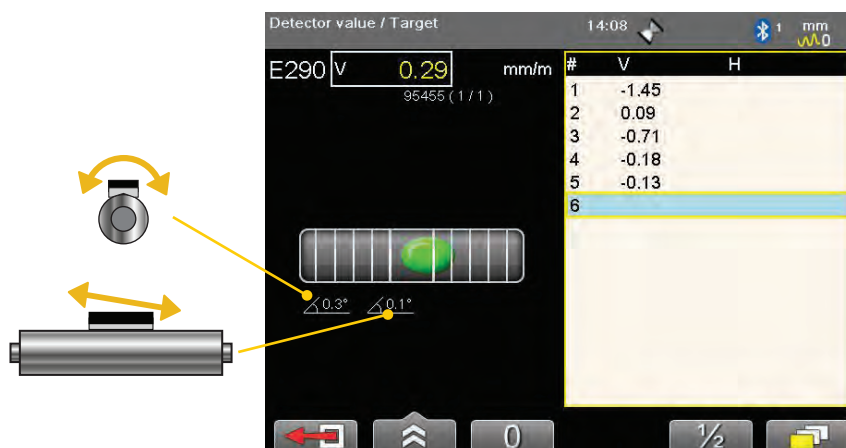 Detector value / Target 14:08 1 mm
0
E290 V 0.29 mm/m
95455 ( 1 / 1 )
# V H
1 -1.45
2 0.09
3 -0.71
4 -0.18
5 -0.13
6
0.3° 0.1°
0 ½